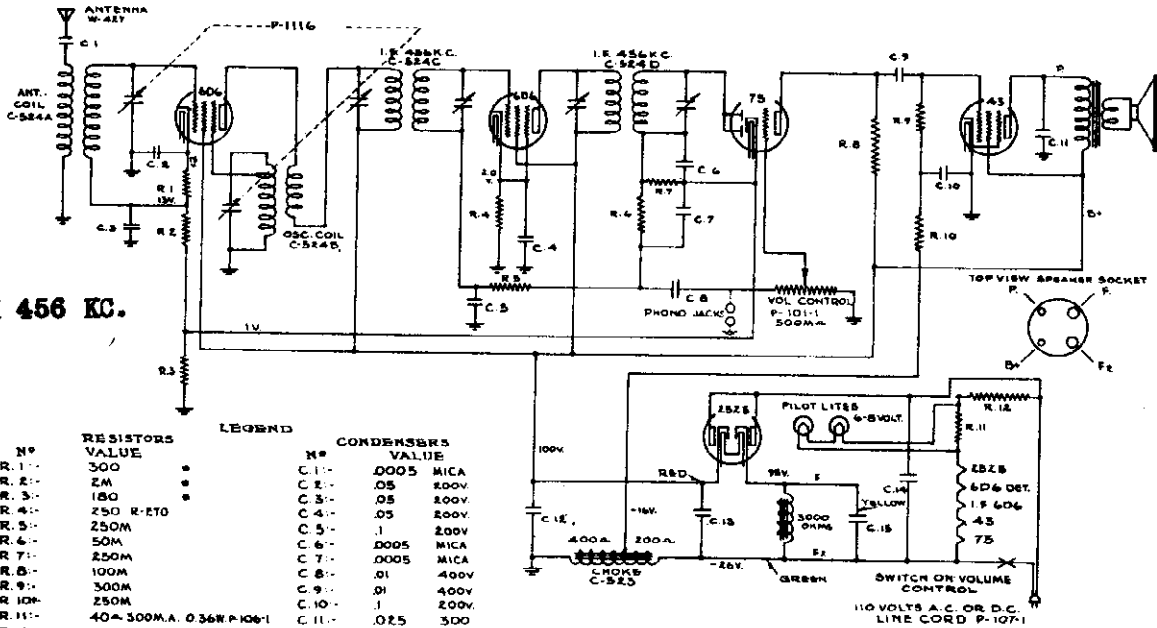 ANTENNA
W-427
C.1
P-1116
ANT.
COIL
C-524A
6D6
C.2
R.1
13V.
C.3
R.2
OSC. COIL
C-524B
I.F. 456 K.C.
C-524C
6D6
2.0
V.
R.4
C.4
I.F. 456 K.C.
C-524D
C.6
R.7
R.6
C.7
75
R.8
C.9
R.9
C.10
R.10
43
P
C.11
B+
R.5
C.5
C.8
PHONO JACKS
VOL CONTROL
P-101-1
500M
456 KC.
1V.
R.3
TOP VIEW SPEAKER SOCKET
P.
F.
B+
F2
100V.
RED
25Z5
PILOT LITES
6-8 VOLT.
R.12
R.11
C.12
-16V.
C.13
95V.
F
3000
OHMS
YELLOW
C.15
C.14
25Z5
6D6 DET.
I.F. 6D6
43
75
400Ω
200Ω
CHOKE
C-523
-26V.
F2
GREEN
SWITCH ON VOLUME
CONTROL
110 VOLTS A.C. OR D.C.
LINE CORD P-107-1
LEGEND
RESISTORS
Nº VALUE
R.1:- 300
R.2:- 2M
R.3:- 180
R.4:- 250
R.5:- 250M
R.6:- 50M
R.7:- 250M
R.8:- 100M
R.9:- 300M
R.10:- 250M
R.11:- 40Ω 300M.A. 0.36W. P-106-1
CONDENSERS
Nº VALUE
C.1:- .0005 MICA
C.2:- .05 200V.
C.3:- .05 200V.
C.4:- .05 200V.
C.5:- .1 200V
C.6:- .0005 MICA
C.7:- .0005 MICA
C.8:- .01 400V
C.9:- .01 400V
C.10:- .1 200V.
C.11:- .025 300